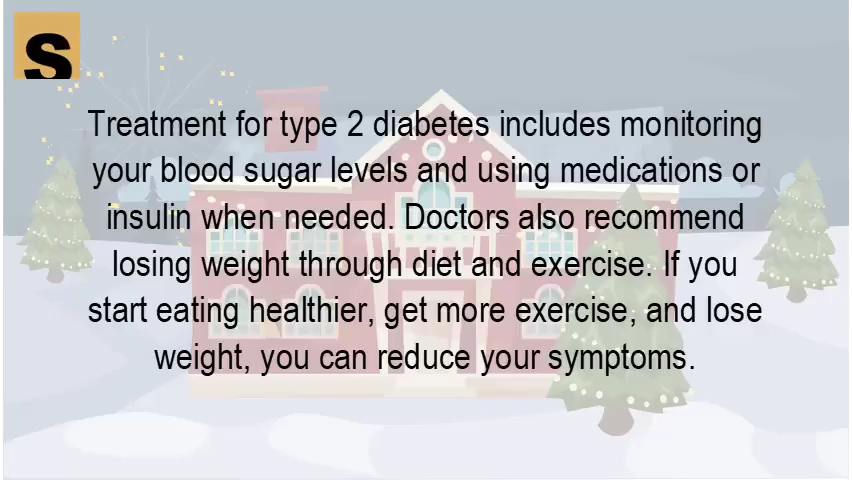 S
Treatment for type 2 diabetes includes monitoring
your blood sugar levels and using medications or
insulin when needed. Doctors also recommend
losing weight through diet and exercise. If you
start eating healthier, get more exercise, and lose
weight, you can reduce your symptoms.